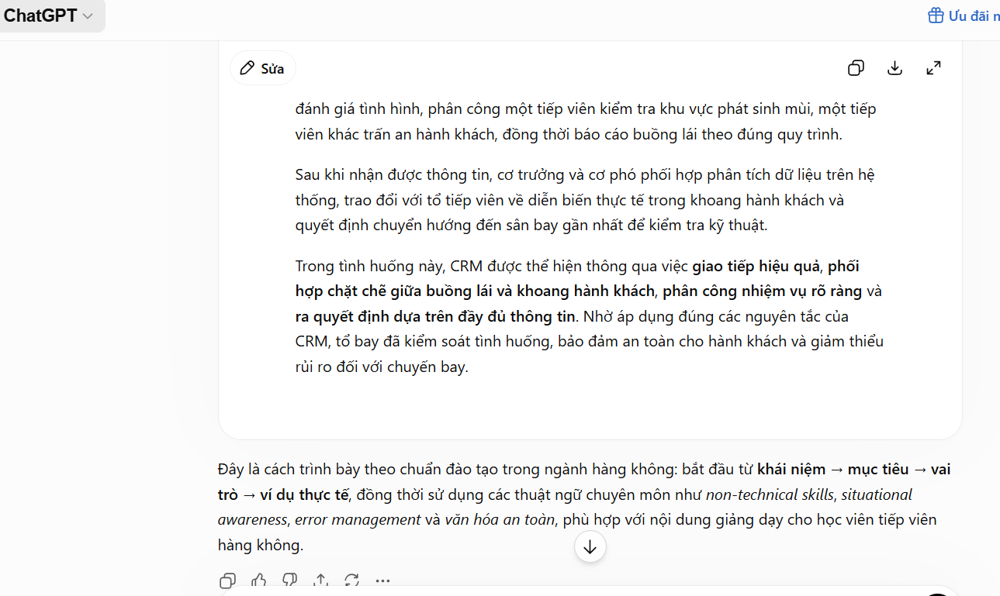 ChatGPT
Ưu đãi
Sửa
đánh giá tình hình, phân công một tiếp viên kiểm tra khu vực phát sinh mùi, một tiếp
viên khác trấn an hành khách, đồng thời báo cáo buồng lái theo đúng quy trình.
Sau khi nhận được thông tin, cơ trưởng và cơ phó phối hợp phân tích dữ liệu trên hệ
thống, trao đổi với tổ tiếp viên về diễn biến thực tế trong khoang hành khách và
quyết định chuyển hướng đến sân bay gần nhất để kiểm tra kỹ thuật.
Trong tình huống này, CRM được thể hiện thông qua việc giao tiếp hiệu quả, phối
hợp chặt chẽ giữa buồng lái và khoang hành khách, phân công nhiệm vụ rõ ràng và
ra quyết định dựa trên đầy đủ thông tin. Nhờ áp dụng đúng các nguyên tắc của
CRM, tổ bay đã kiểm soát tình huống, bảo đảm an toàn cho hành khách và giảm thiểu
rủi ro đối với chuyến bay.
Đây là cách trình bày theo chuẩn đào tạo trong ngành hàng không: bắt đầu từ khái niệm → mục tiêu → vai
trò → ví dụ thực tế, đồng thời sử dụng các thuật ngữ chuyên môn như non-technical skills, situational
awareness, error management và văn hóa an toàn, phù hợp với nội dung giảng dạy cho học viên tiếp viên
hàng không.